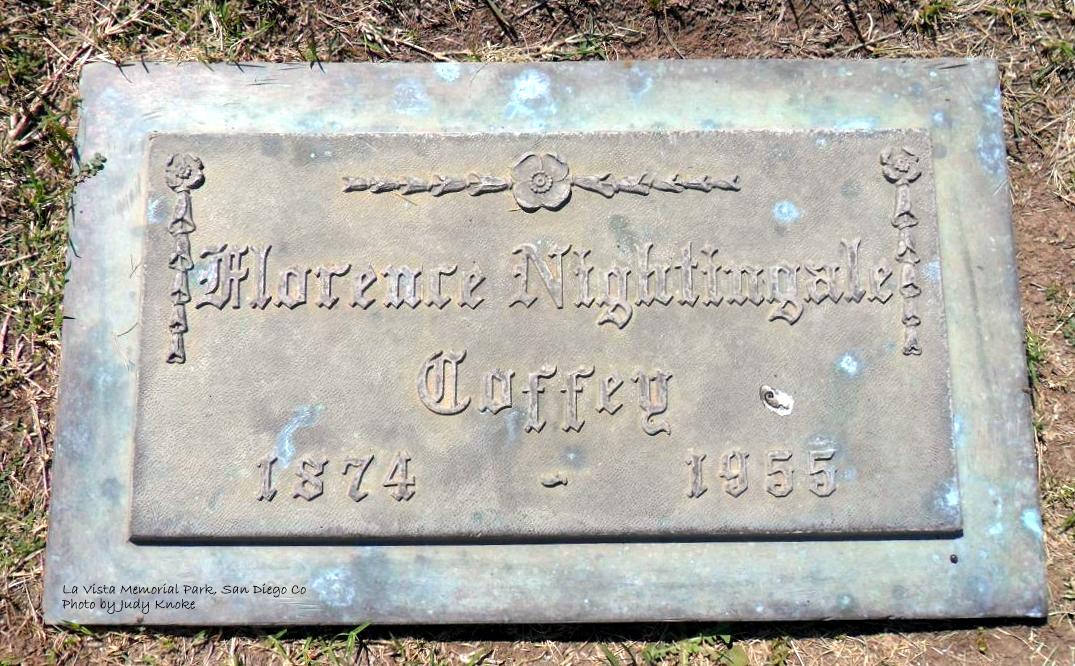 Florence Nightingale
Coffey
1874 - 1955
La Vista Memorial Park, San Diego Co
Photo by Judy Knoke